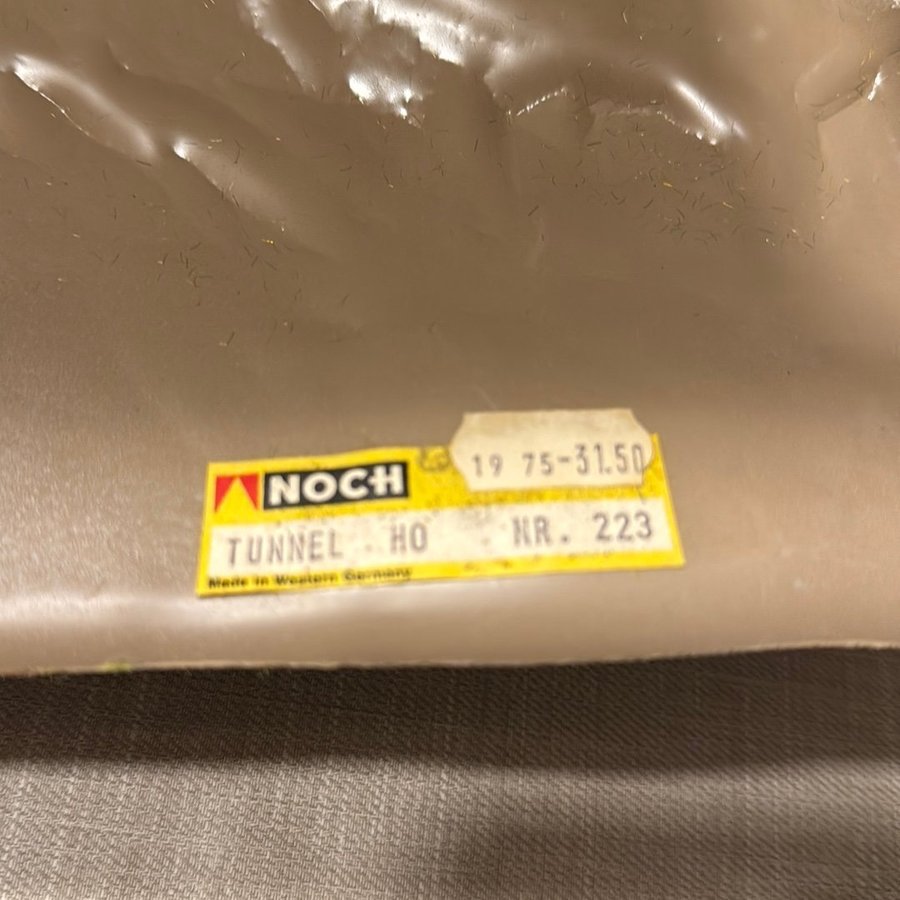 19 75-31.50
NOCH
TUNNEL HO NR. 223
Made in Western Germany